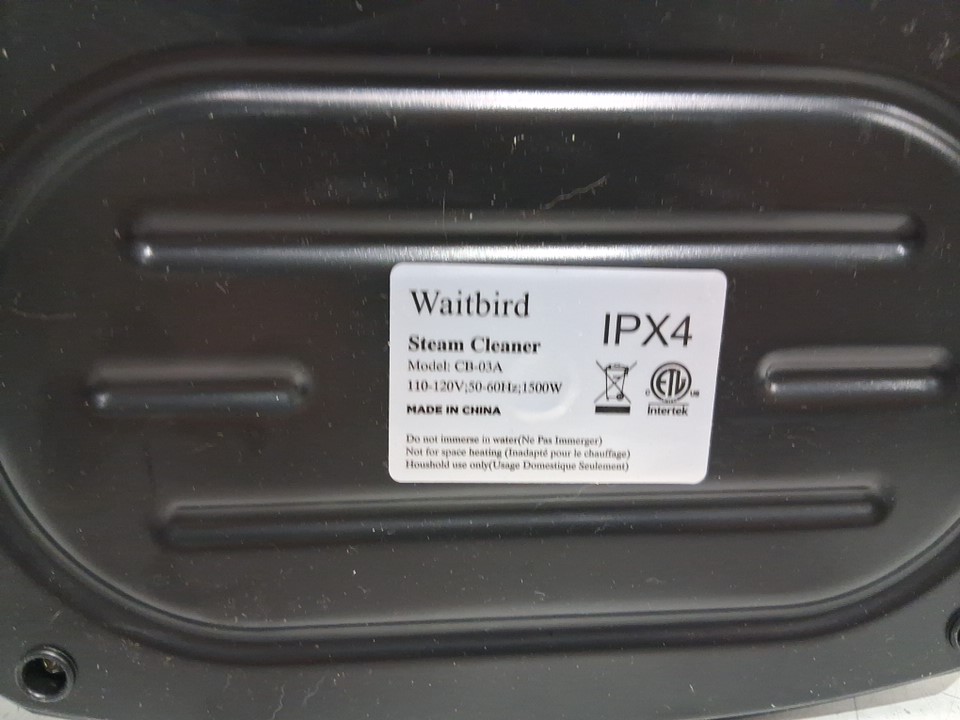 Waitbird
IPX4
Steam Cleaner
Model: CB-03A
110-120V;50-60Hz;1500W
MADE IN CHINA
C ETL US
Intertek
Do not immerse in water(Ne Pas Immerger)
Not for space heating (Inadapté pour le chauffage)
Houshold use only(Usage Domestique Seulement)